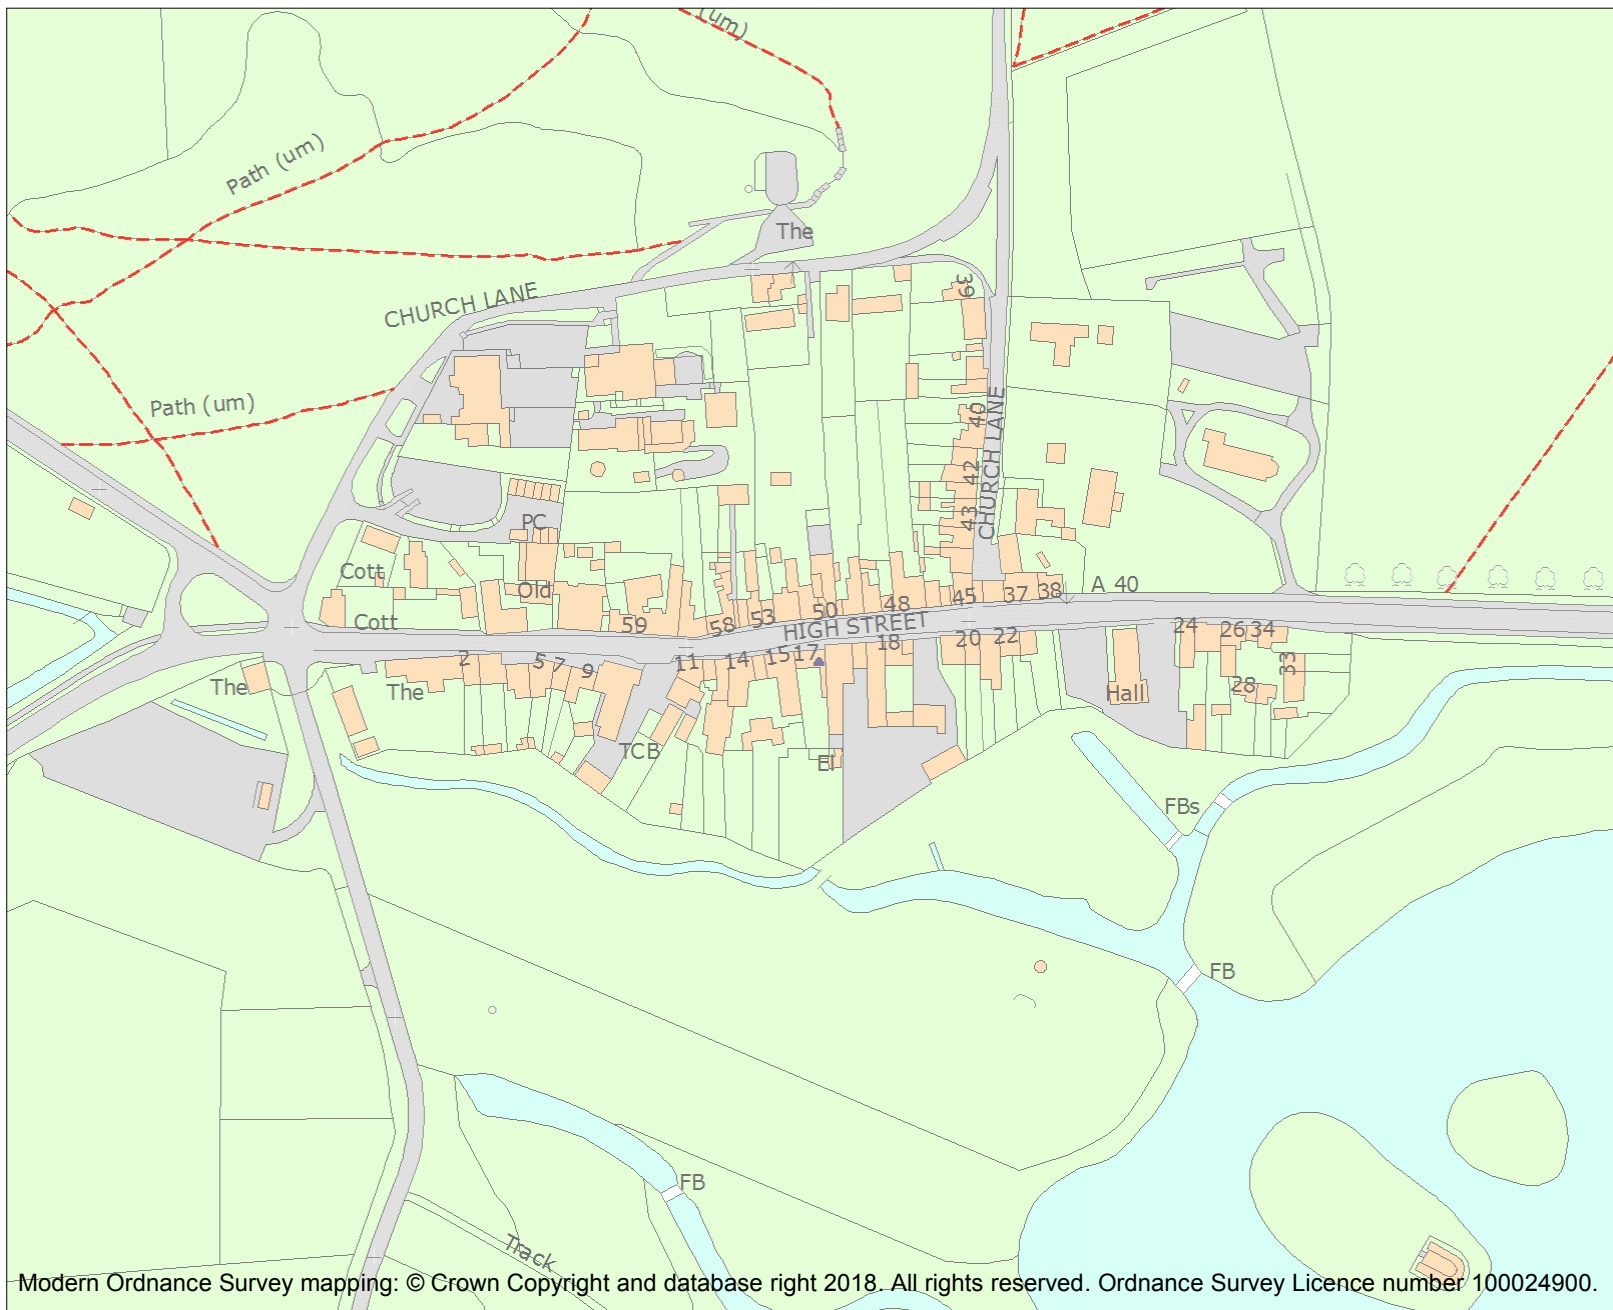 (um)
Path (um)
The
CHURCH LANE
39
Path (um)
40
CHURCH LANE
42
43
PC
Cott
Old
Cott
59
58
53
50
48
45
37
38
A 40
HIGH STREET
2
5
7
9
11
14
15
17
18
20
22
24
26
34
33
28
The
The
Hall
TCB
El
FBs
FB
FB
Track
Modern Ordnance Survey mapping: © Crown Copyright and database right 2018. All rights reserved. Ordnance Survey Licence number 100024900.